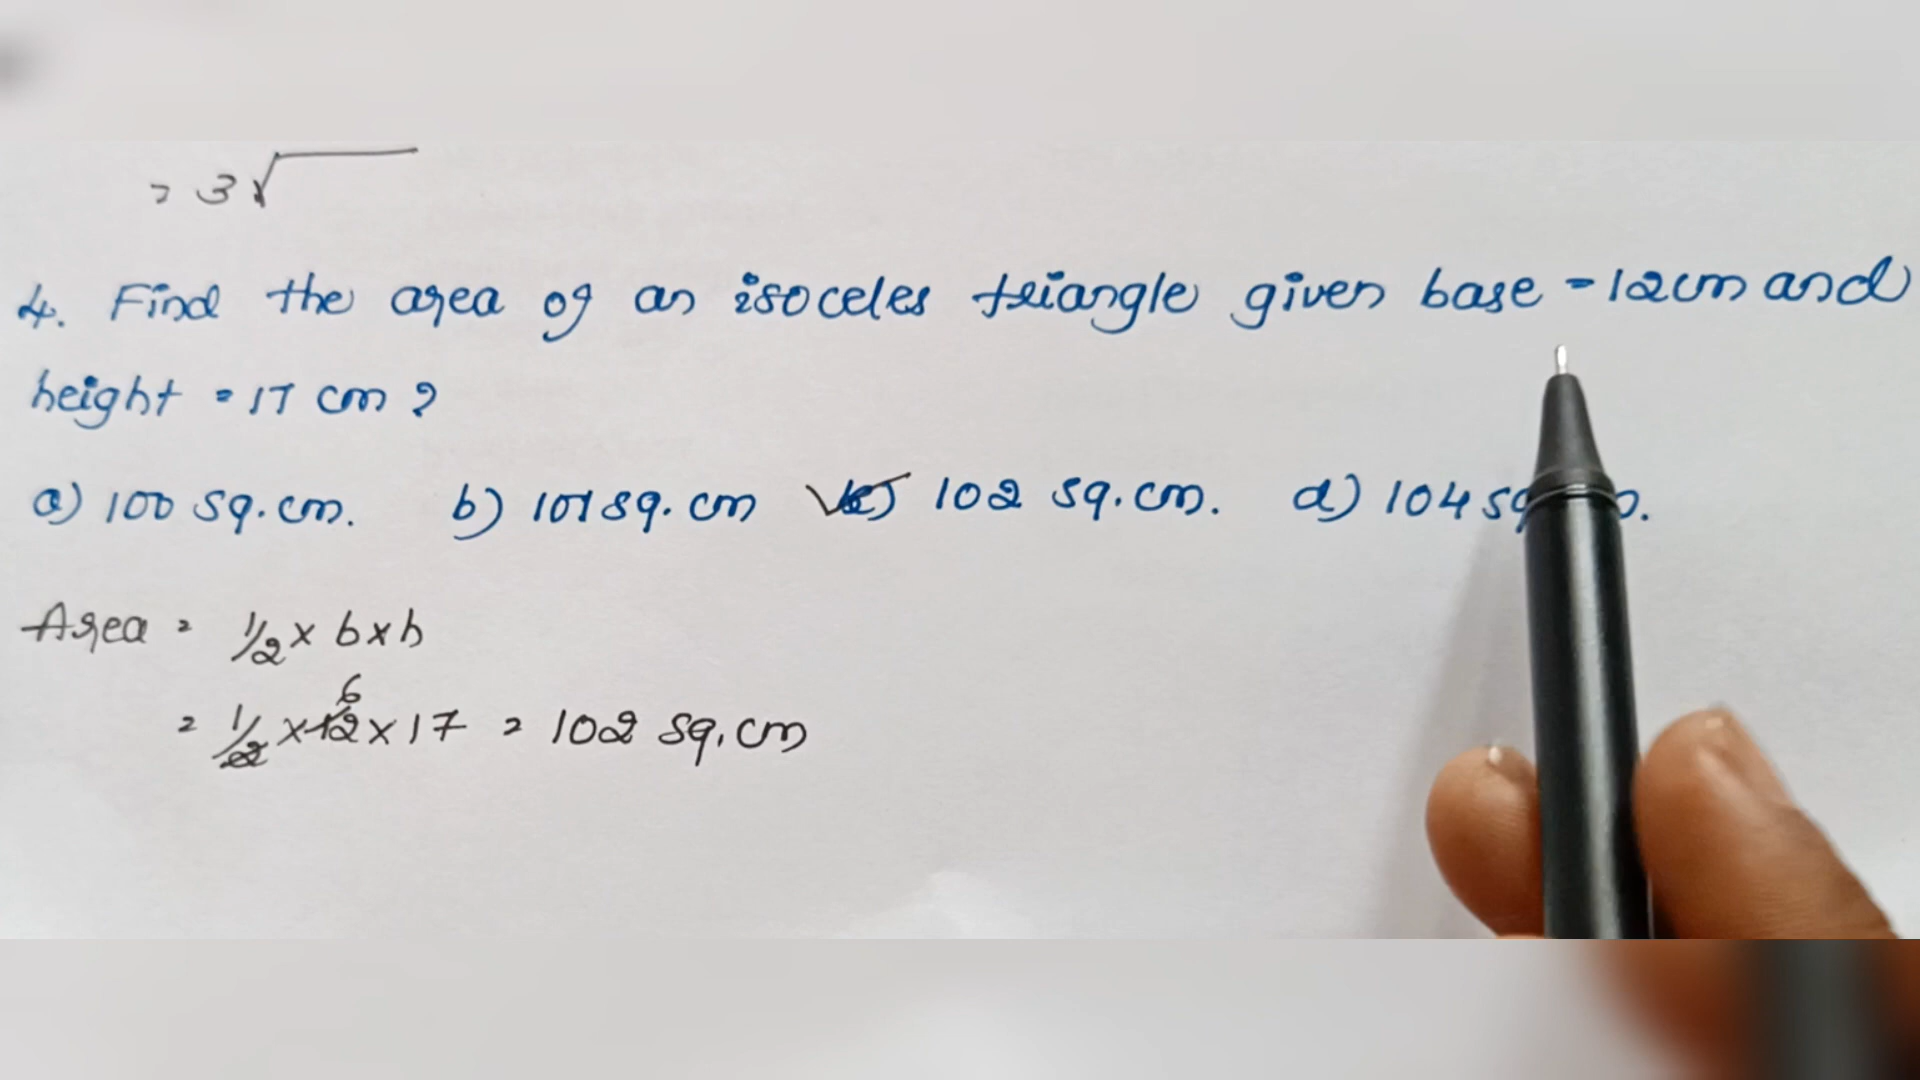 = 3√
4. Find the area of an isoceles triangle given base = 12cm and
height = 17 cm?
a) 100 sq.cm. b) 101 sq.cm c) 102 sq.cm. d) 104 sq
Area = 1/2 × b × h
6
= 1/2 × 12 × 17 = 102 sq.cm